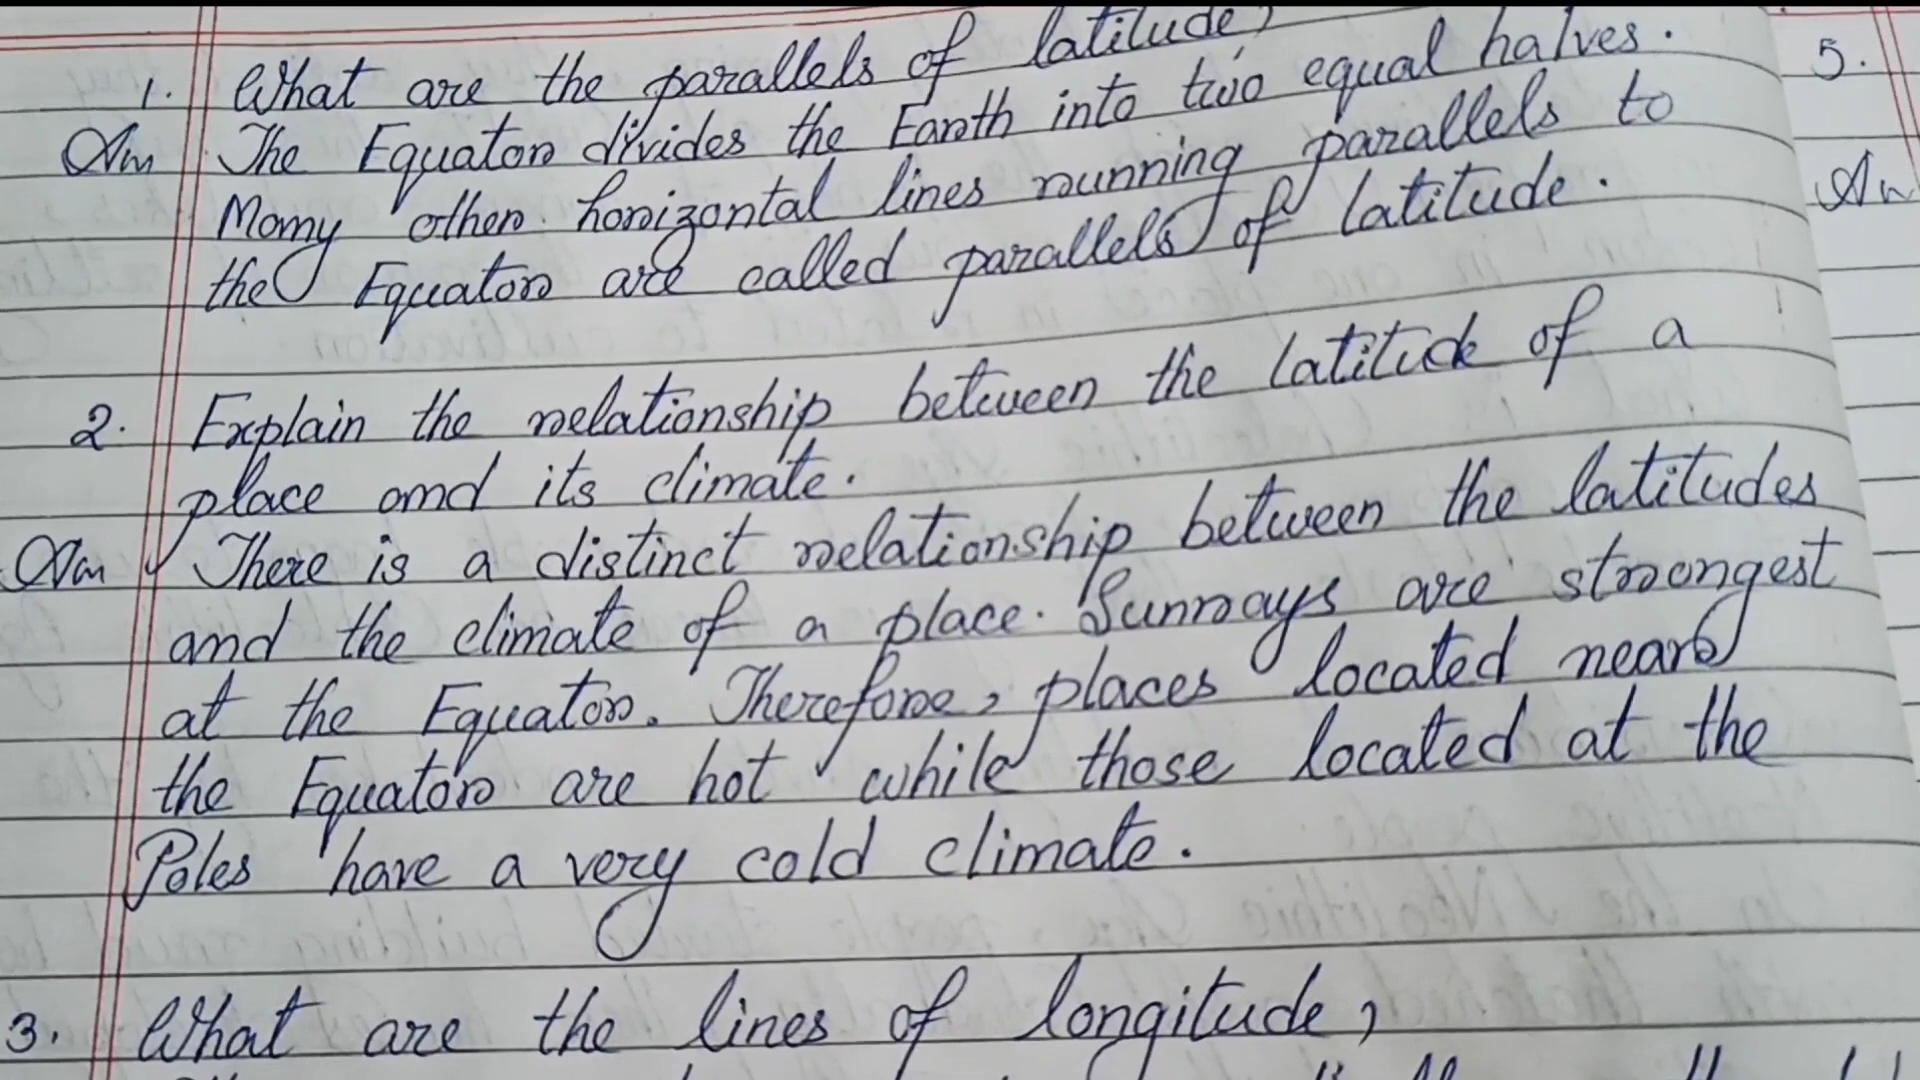 1. What are the parallels of latitude?
Ans The Equator divides the Earth into two equal halves.
Many other horizontal lines running parallels to
the Equator are called parallels of latitude.
2. Explain the relationship between the latitude of a
place and its climate.
Ans There is a distinct relationship between the latitudes
and the climate of a place. Sunrays are strongest
at the Equator. Therefore, places located near
the Equator are hot while those located at the
Poles have a very cold climate.
3. What are the lines of longitude?
5.
An